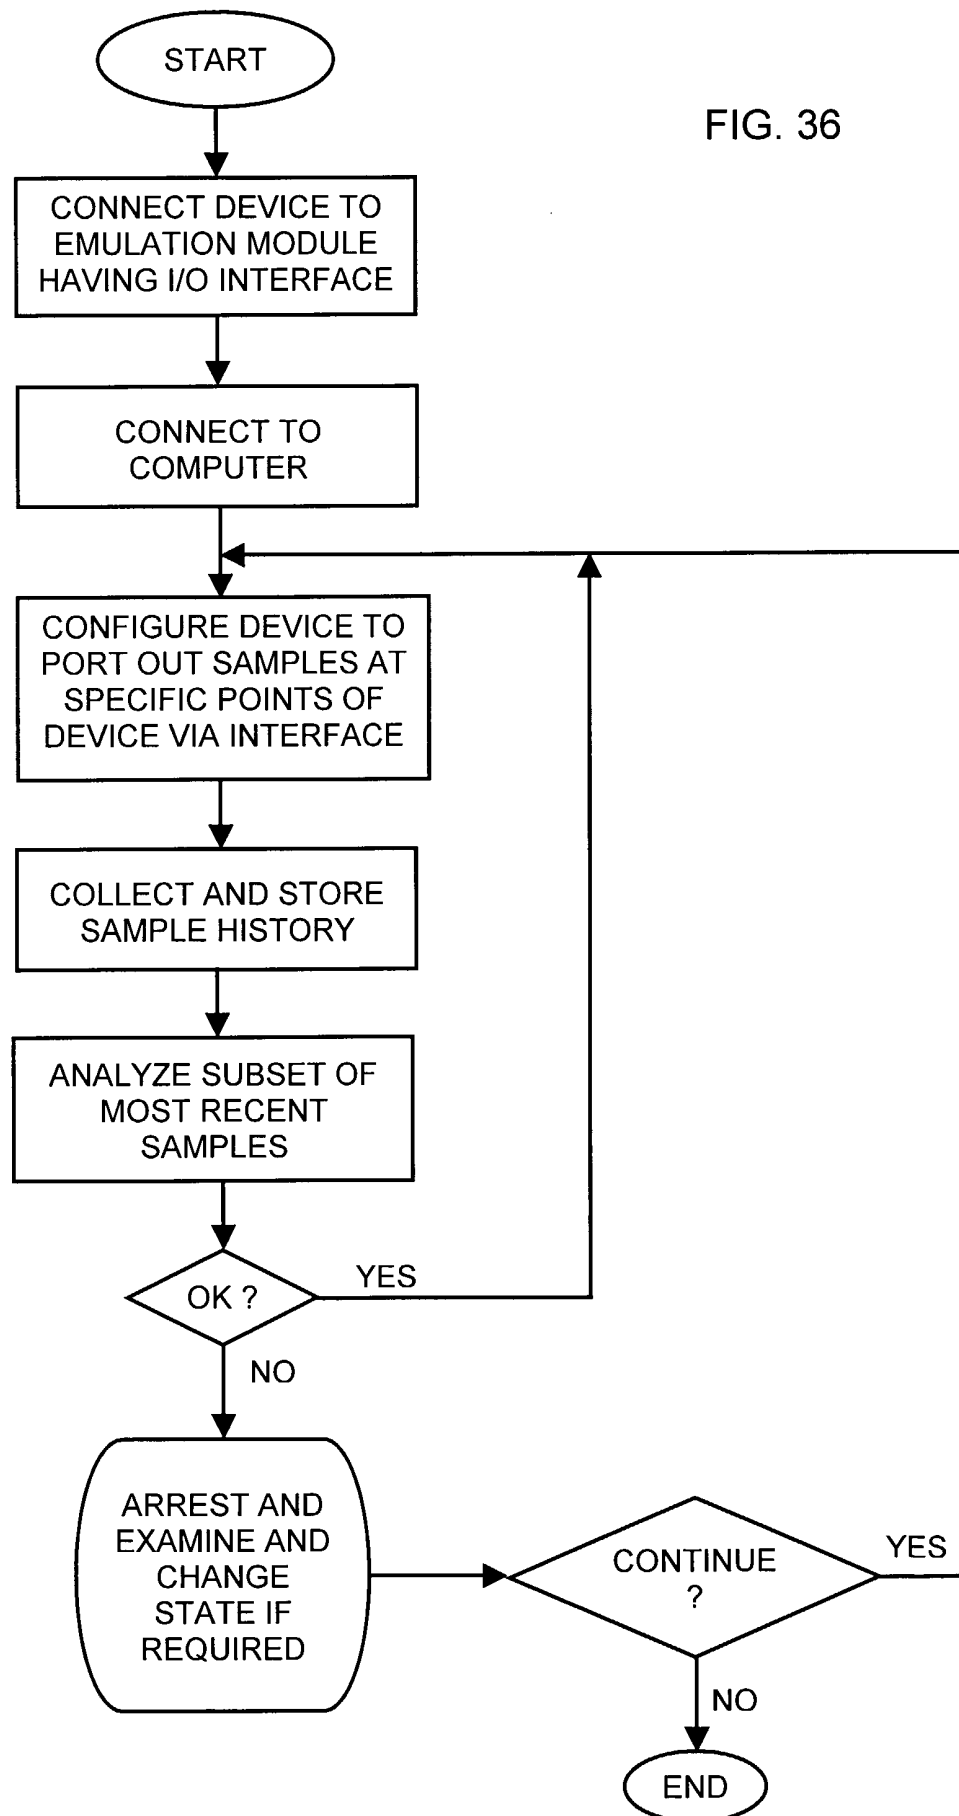 START
FIG. 36
CONNECT DEVICE TO
EMULATION MODULE
HAVING I/O INTERFACE
CONNECT TO
COMPUTER
CONFIGURE DEVICE TO
PORT OUT SAMPLES AT
SPECIFIC POINTS OF
DEVICE VIA INTERFACE
COLLECT AND STORE
SAMPLE HISTORY
ANALYZE SUBSET OF
MOST RECENT
SAMPLES
OK ?
YES
NO
ARREST AND
EXAMINE AND
CHANGE
STATE IF
REQUIRED
CONTINUE
?
YES
NO
END